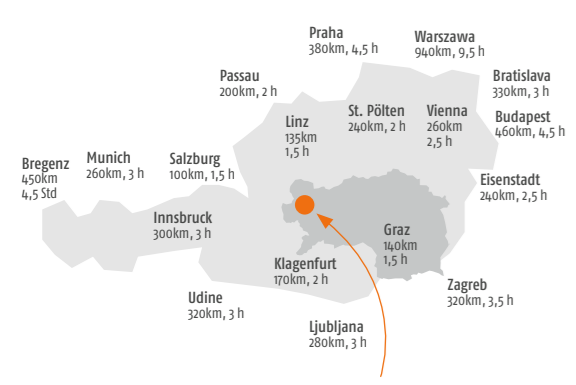 Praha
380km, 4,5 h
Warszawa
940km, 9,5 h
Passau
200km, 2 h
Bratislava
330km, 3 h
Linz
135km
1,5 h
St. Pölten
240km, 2 h
Vienna
260km
2,5 h
Budapest
460km, 4,5 h
Bregenz
450km
4,5 Std
Munich
260km, 3 h
Salzburg
100km, 1,5 h
Eisenstadt
240km, 2,5 h
Innsbruck
300km, 3 h
Graz
140km
1,5 h
Klagenfurt
170km, 2 h
Zagreb
320km, 3,5 h
Udine
320km, 3 h
Ljubljana
280km, 3 h